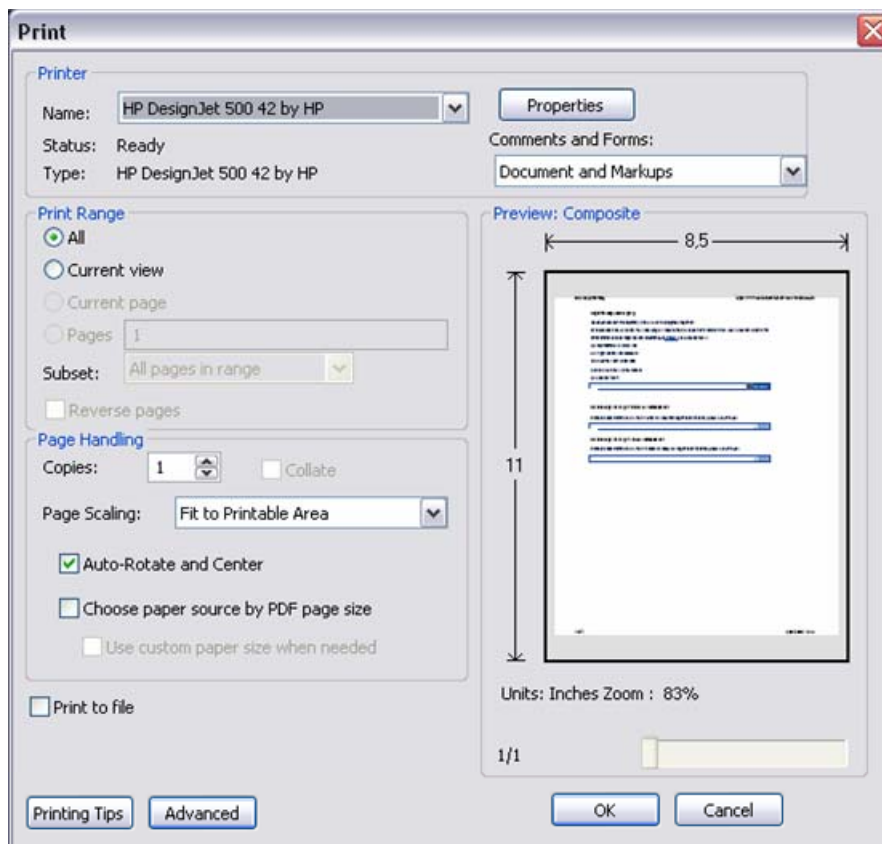 Print
Printer
Name: HP DesignJet 500 42 by HP
Properties
Status: Ready
Comments and Forms:
Type: HP DesignJet 500 42 by HP
Document and Markups
Print Range
All
Current view
Current page
Pages 1
Subset: All pages in range
Reverse pages
Page Handling
Copies: 1 Collate
Page Scaling: Fit to Printable Area
Auto-Rotate and Center
Choose paper source by PDF page size
Use custom paper size when needed
Print to file
Preview: Composite
8,5
11
Units: Inches Zoom : 83%
1/1
Printing Tips
Advanced
OK
Cancel